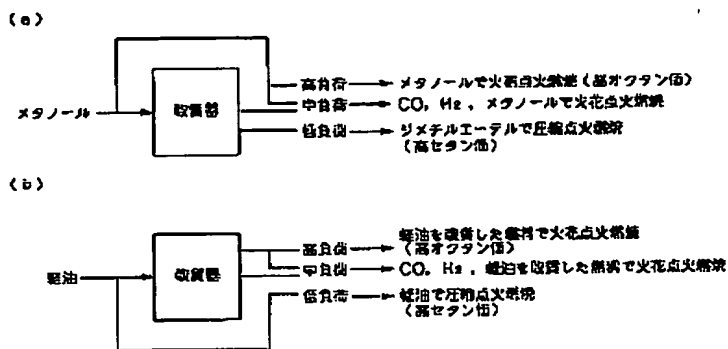 (a)
高負荷 メタノールで火花点火燃焼(高オクタン価)
中負荷 CO, H₂, メタノールで火花点火燃焼
メタノール 改質器
低負荷 ジメチルエーテルで圧縮点火燃焼
(高セタン価)
(b)
軽油を改質した燃料で火花点火燃焼
高負荷 (高オクタン価)
軽油 改質器
中負荷 CO, H₂, 軽油を改質した燃料で火花点火燃焼
低負荷 軽油で圧縮点火燃焼
(高セタン価)